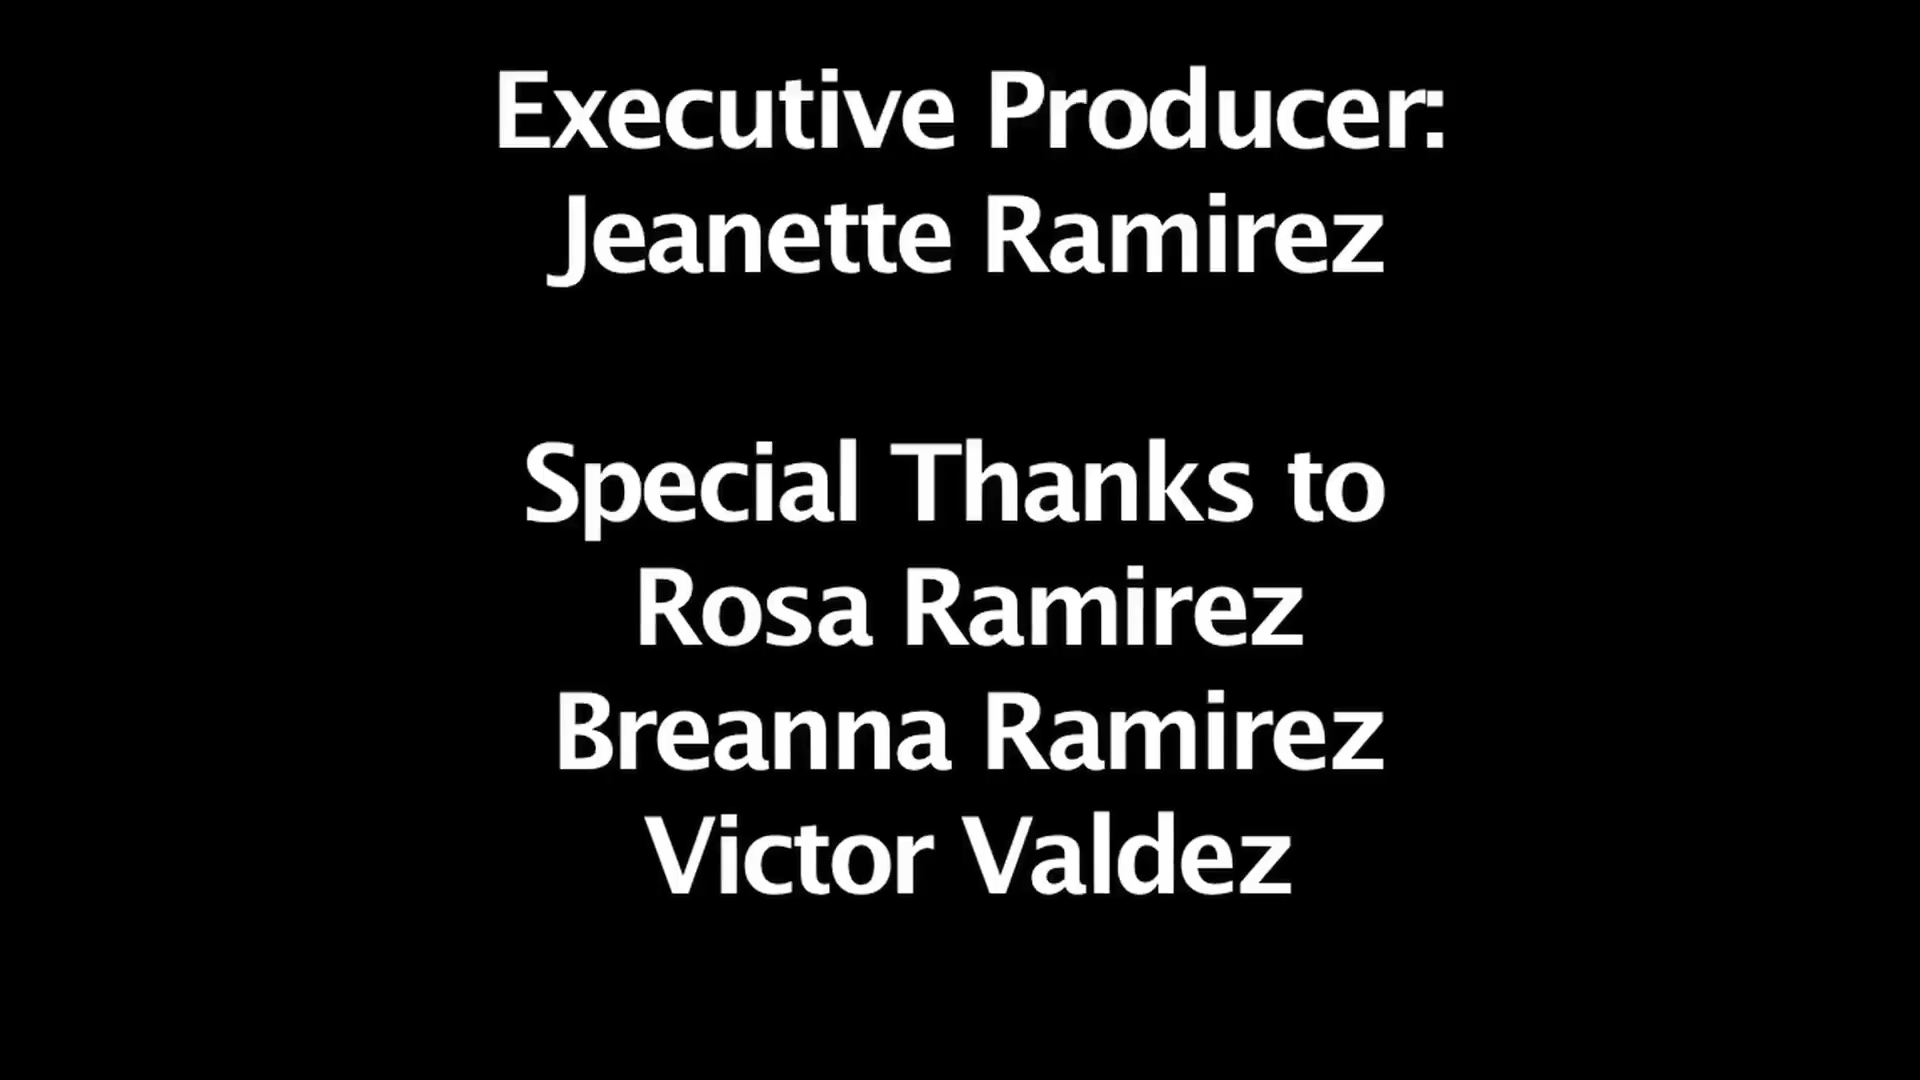 Executive Producer:
Jeanette Ramirez
Special Thanks to
Rosa Ramirez
Breanna Ramirez
Victor Valdez